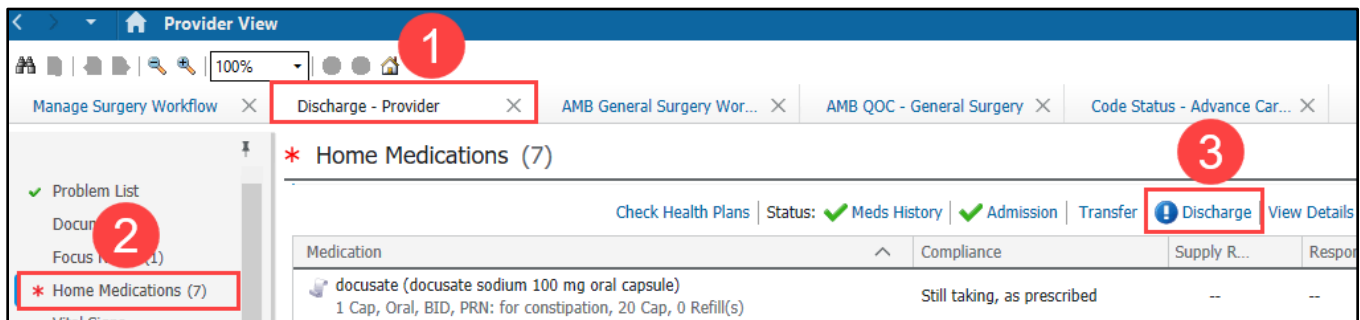 Provider View
1
100%
Manage Surgery Workflow
Discharge - Provider
AMB General Surgery Wor...
AMB QOC - General Surgery
Code Status - Advance Car...
* Home Medications (7)
3
Problem List
Check Health Plans | Status: Meds History | Admission | Transfer | Discharge | View Details
2
(1)
Medication
Compliance
Supply R...
* Home Medications (7)
docusate (docusate sodium 100 mg oral capsule)
1 Cap, Oral, BID, PRN: for constipation, 20 Cap, 0 Refill(s)
Still taking, as prescribed
--
--